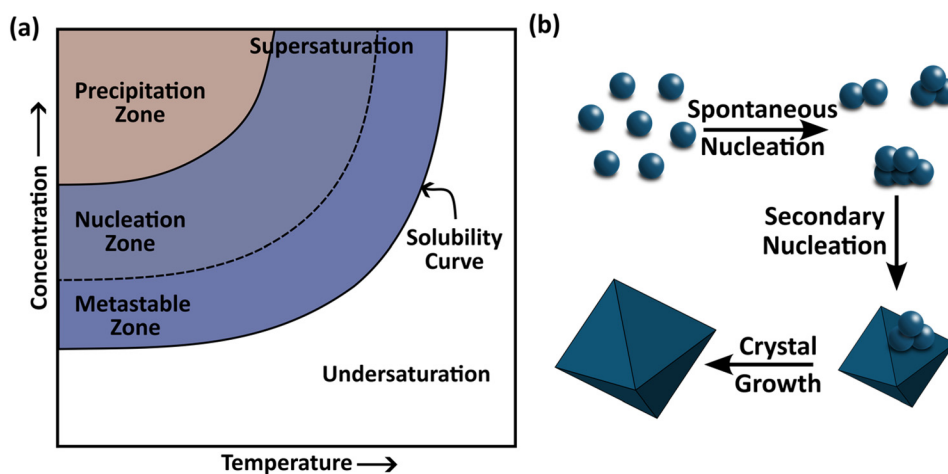 (a)
Supersaturation
Precipitation
Zone
Concentration
Nucleation
Zone
Solubility
Curve
Metastable
Zone
Undersaturation
Temperature
(b)
Spontaneous
Nucleation
Secondary
Nucleation
Crystal
Growth